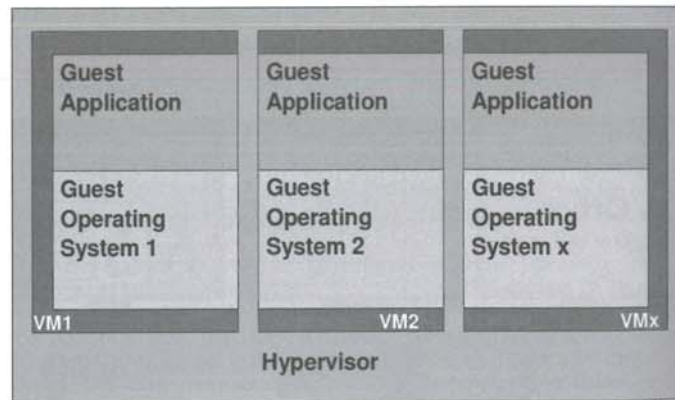 Guest
Application
Guest
Application
Guest
Application
Guest
Operating
System 1
Guest
Operating
System 2
Guest
Operating
System x
VM1
VM2
VMx
Hypervisor